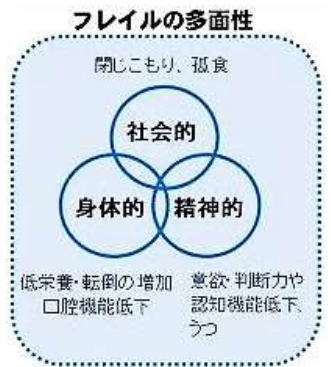 フレイルの多面性
閉じこもり、孤食
社会的
身体的
精神的
低栄養・転倒の増加
口腔機能低下
意欲・判断力や
認知機能低下、
うつ